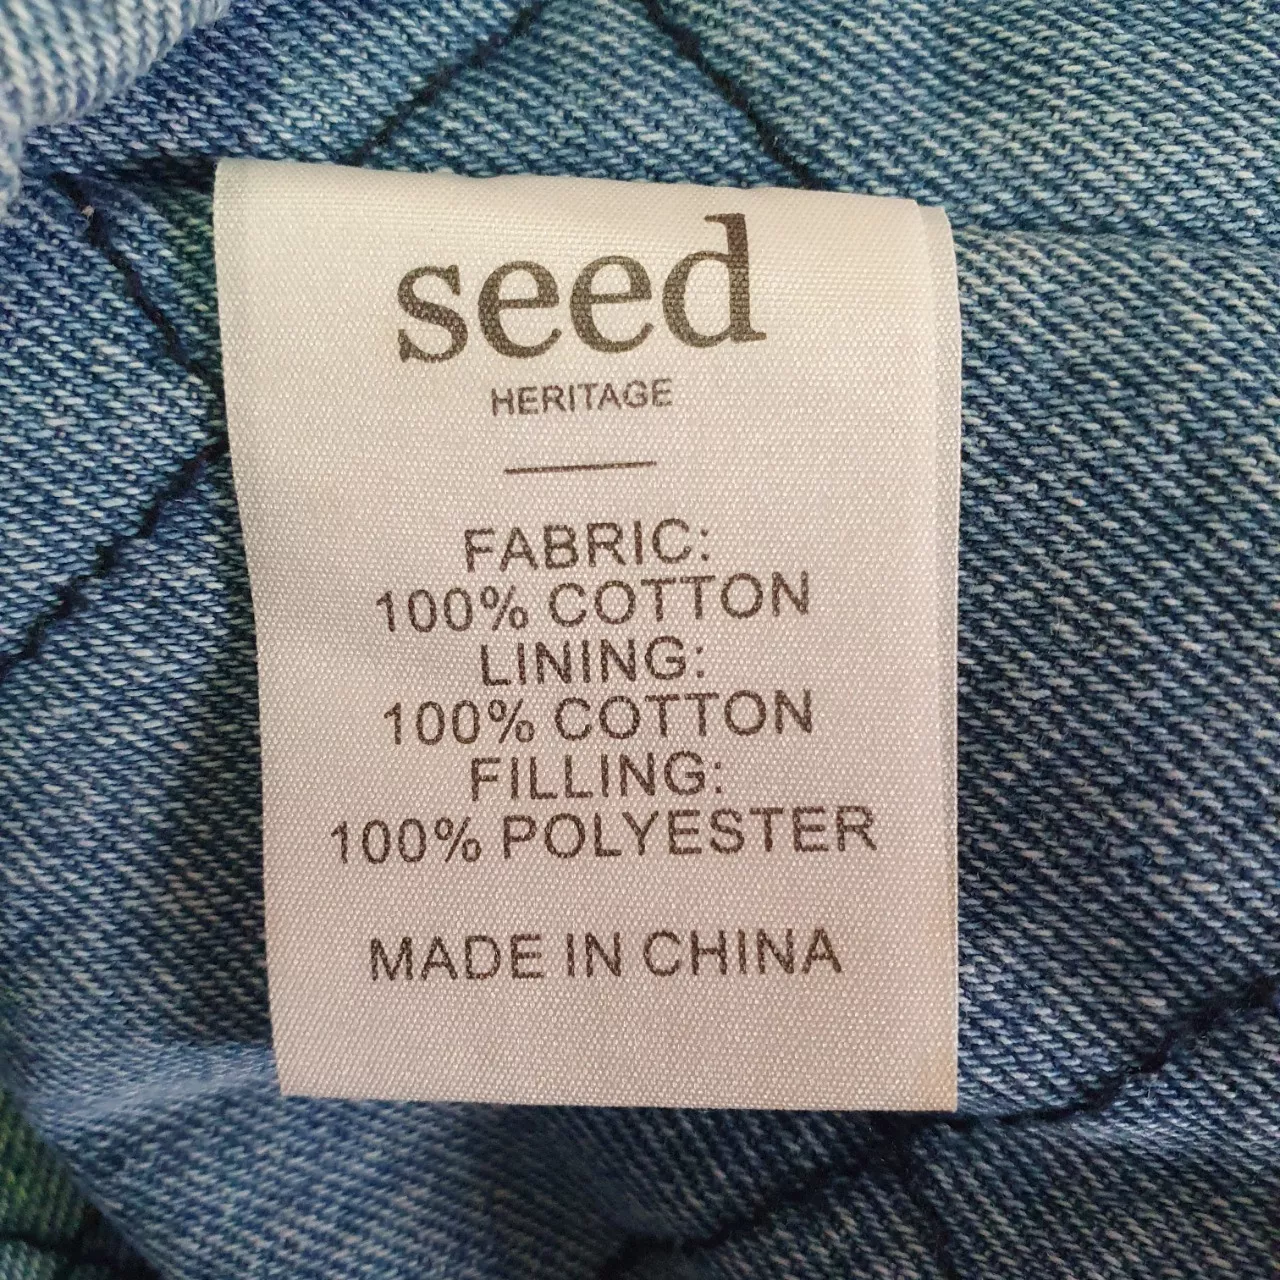 seed
HERITAGE
FABRIC:
100% COTTON
LINING:
100% COTTON
FILLING:
100% POLYESTER
MADE IN CHINA